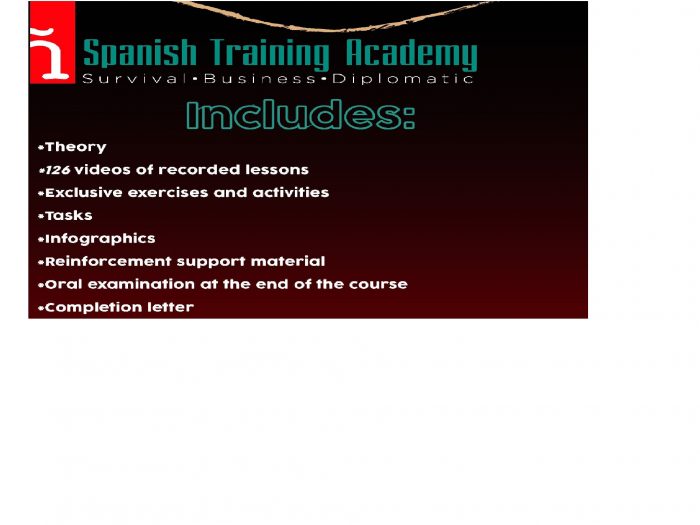 ñ
Spanish Training Academy
Survival•Business•Diplomatic
Includes:
*Theory
*126 videos of recorded lessons
*Exclusive exercises and activities
*Tasks
*Infographics
*Reinforcement support material
*Oral examination at the end of the course
*Completion letter